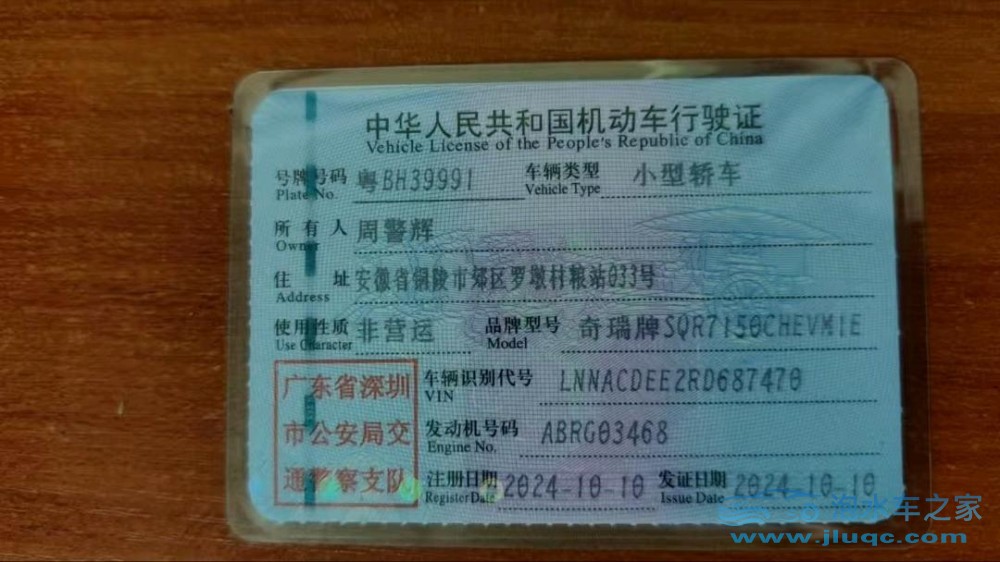 中华人民共和国机动车行驶证
Vehicle License of the People's Republic of China
号牌号码 粤BH39991 车辆类型 小型轿车
Plate No. Vehicle Type
所有人 周警辉
Owner
住址 安徽省铜陵市郊区罗墩村粮站033号
Address
使用性质 非营运 品牌型号 奇瑞牌SQR7150CHEVM1E
Use Character Model
广东省深圳
市公安局交
通警察支队
车辆识别代号 LNNACDEE2RD687470
VIN
发动机号码 ABRG03468
Engine No.
注册日期 2024-10-10 发证日期 2024-10-10
Register Date Issue Date
水车之家
www.jluqc.com